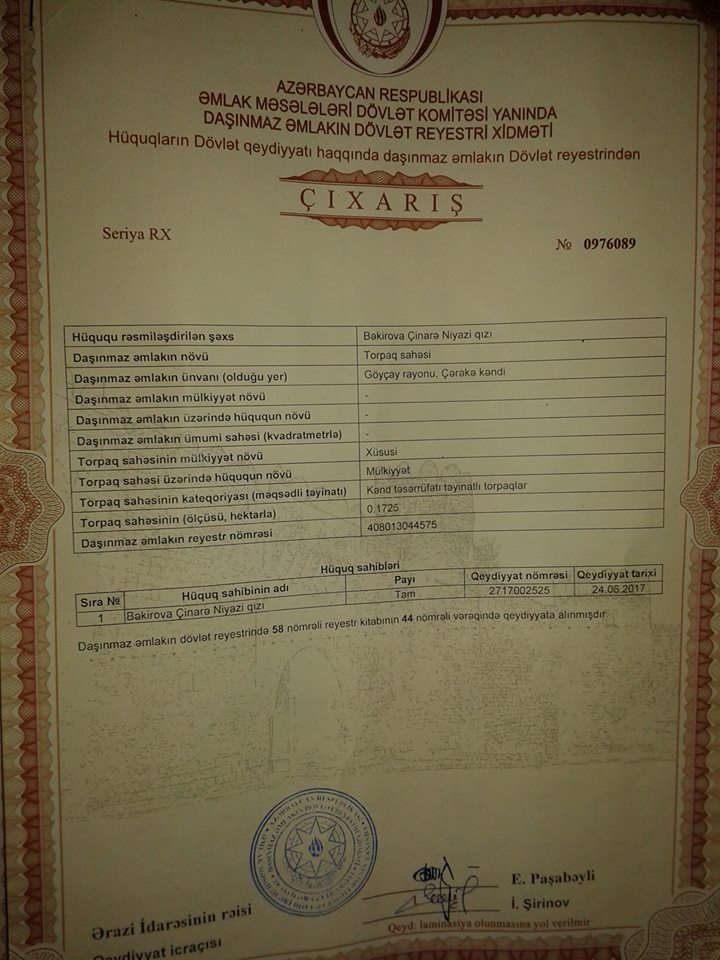 AZƏRBAYCAN RESPUBLİKASI
ƏMLAK MƏSƏLƏLƏRİ DÖVLƏT KOMİTƏSİ YANINDA
DAŞINMAZ ƏMLAKIN DÖVLƏT REYESTRİ XİDMƏTİ
Hüquqların Dövlət qeydiyyatı haqqında daşınmaz əmlakın Dövlət reyestrindən
ÇIXARIŞ
Seriya RX № 0976089
Hüququ rəsmiləşdirilən şəxs Bəkirova Çinarə Niyazi qızı
Daşınmaz əmlakın növü Torpaq sahəsi
Daşınmaz əmlakın ünvanı (olduğu yer) Göyçay rayonu, Çərəkə kəndi
Daşınmaz əmlakın mülkiyyət növü -
Daşınmaz əmlakın üzərində hüququn növü -
Daşınmaz əmlakın ümumi sahəsi (kvadratmetrlə) -
Torpaq sahəsinin mülkiyyət növü Xüsusi
Torpaq sahəsi üzərində hüququn növü Mülkiyyət
Torpaq sahəsinin kateqoriyası (məqsədli təyinatı) Kənd təsərrüfatı təyinatlı torpaqlar
Torpaq sahəsinin (ölçüsü, hektarla) 0.1725
Daşınmaz əmlakın reyestr nömrəsi 408013044575
Hüquq sahibləri
Sıra № Hüquq sahibinin adı Payı Qeydiyyat nömrəsi Qeydiyyat tarixi
1 Bəkirova Çinarə Niyazi qızı Tam 2717002525 24.06.2017
Daşınmaz əmlakın dövlət reyestrində 58 nömrəli reyestr kitabının 44 nömrəli vərəqində qeydiyyata alınmışdır.
Ərazi İdarəsinin rəisi E. Paşabəyli
Qeydiyyat icraçısı İ. Şirinov
Qeyd: laminasiya olunmasına yol verilmir